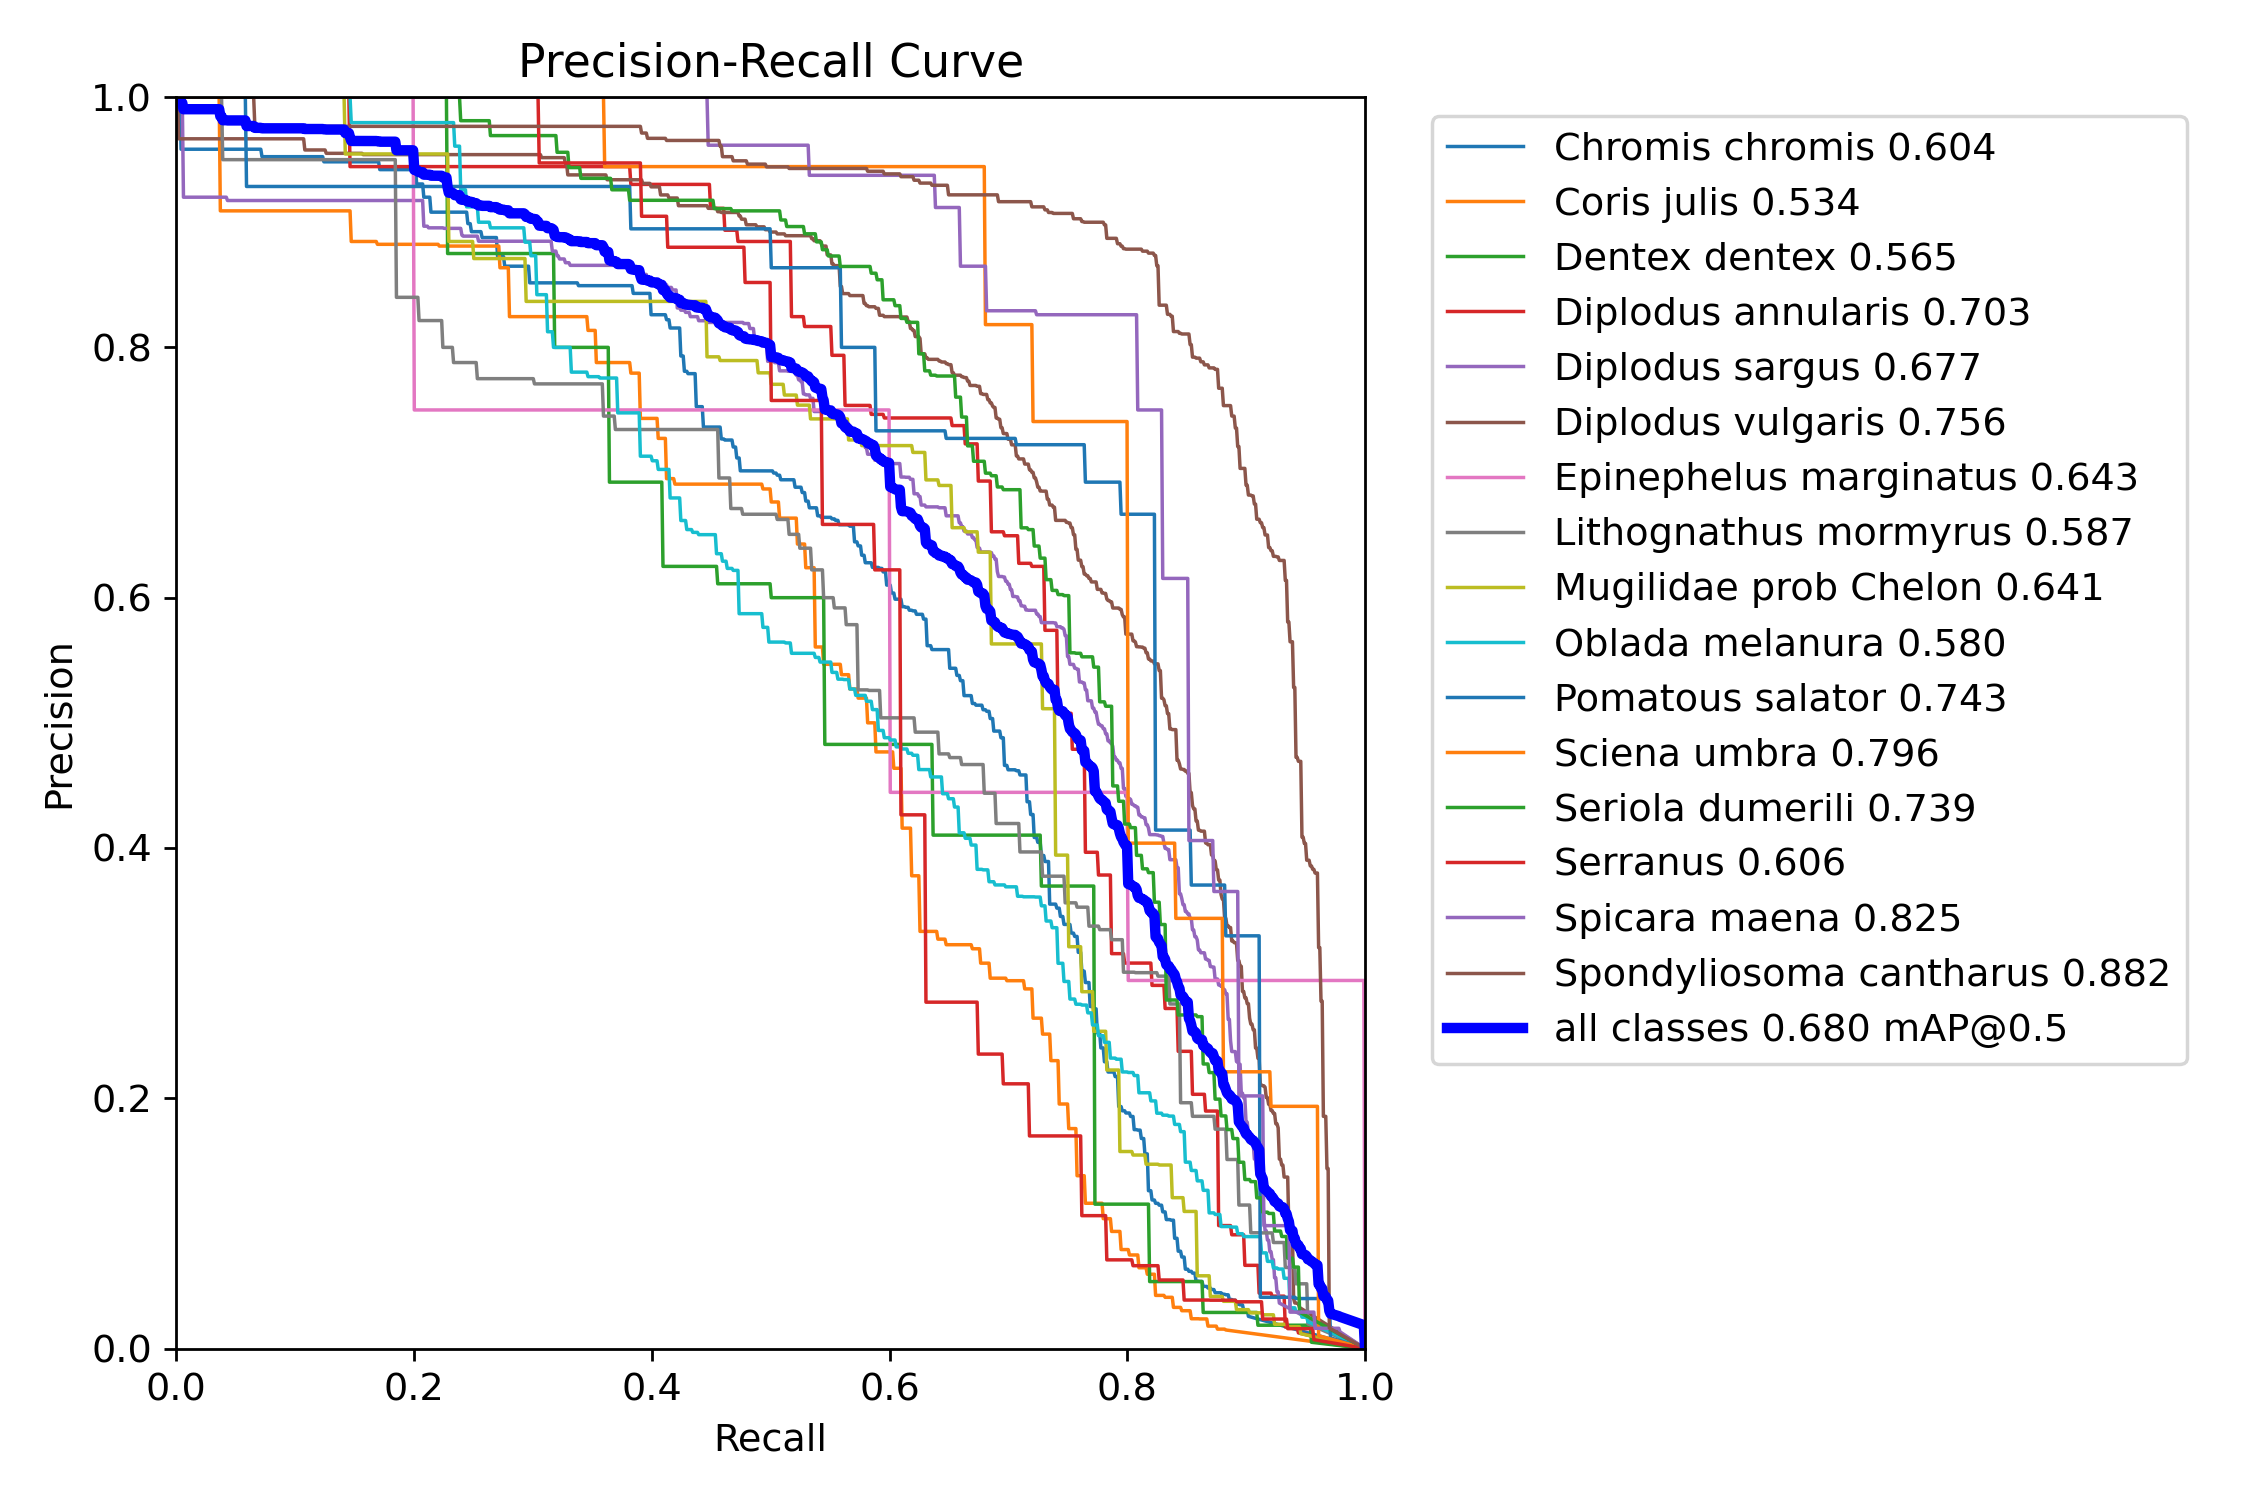 Precision-Recall Curve
1.0
0.8
0.6
0.4
0.2
0.0
Precision
0.0 0.2 0.4 0.6 0.8 1.0
Recall
Chromis chromis 0.604
Coris julis 0.534
Dentex dentex 0.565
Diplodus annularis 0.703
Diplodus sargus 0.677
Diplodus vulgaris 0.756
Epinephelus marginatus 0.643
Lithognathus mormyrus 0.587
Mugilidae prob Chelon 0.641
Oblada melanura 0.580
Pomatous salator 0.743
Sciena umbra 0.796
Seriola dumerili 0.739
Serranus 0.606
Spicara maena 0.825
Spondyliosoma cantharus 0.882
all classes 0.680 mAP@0.5